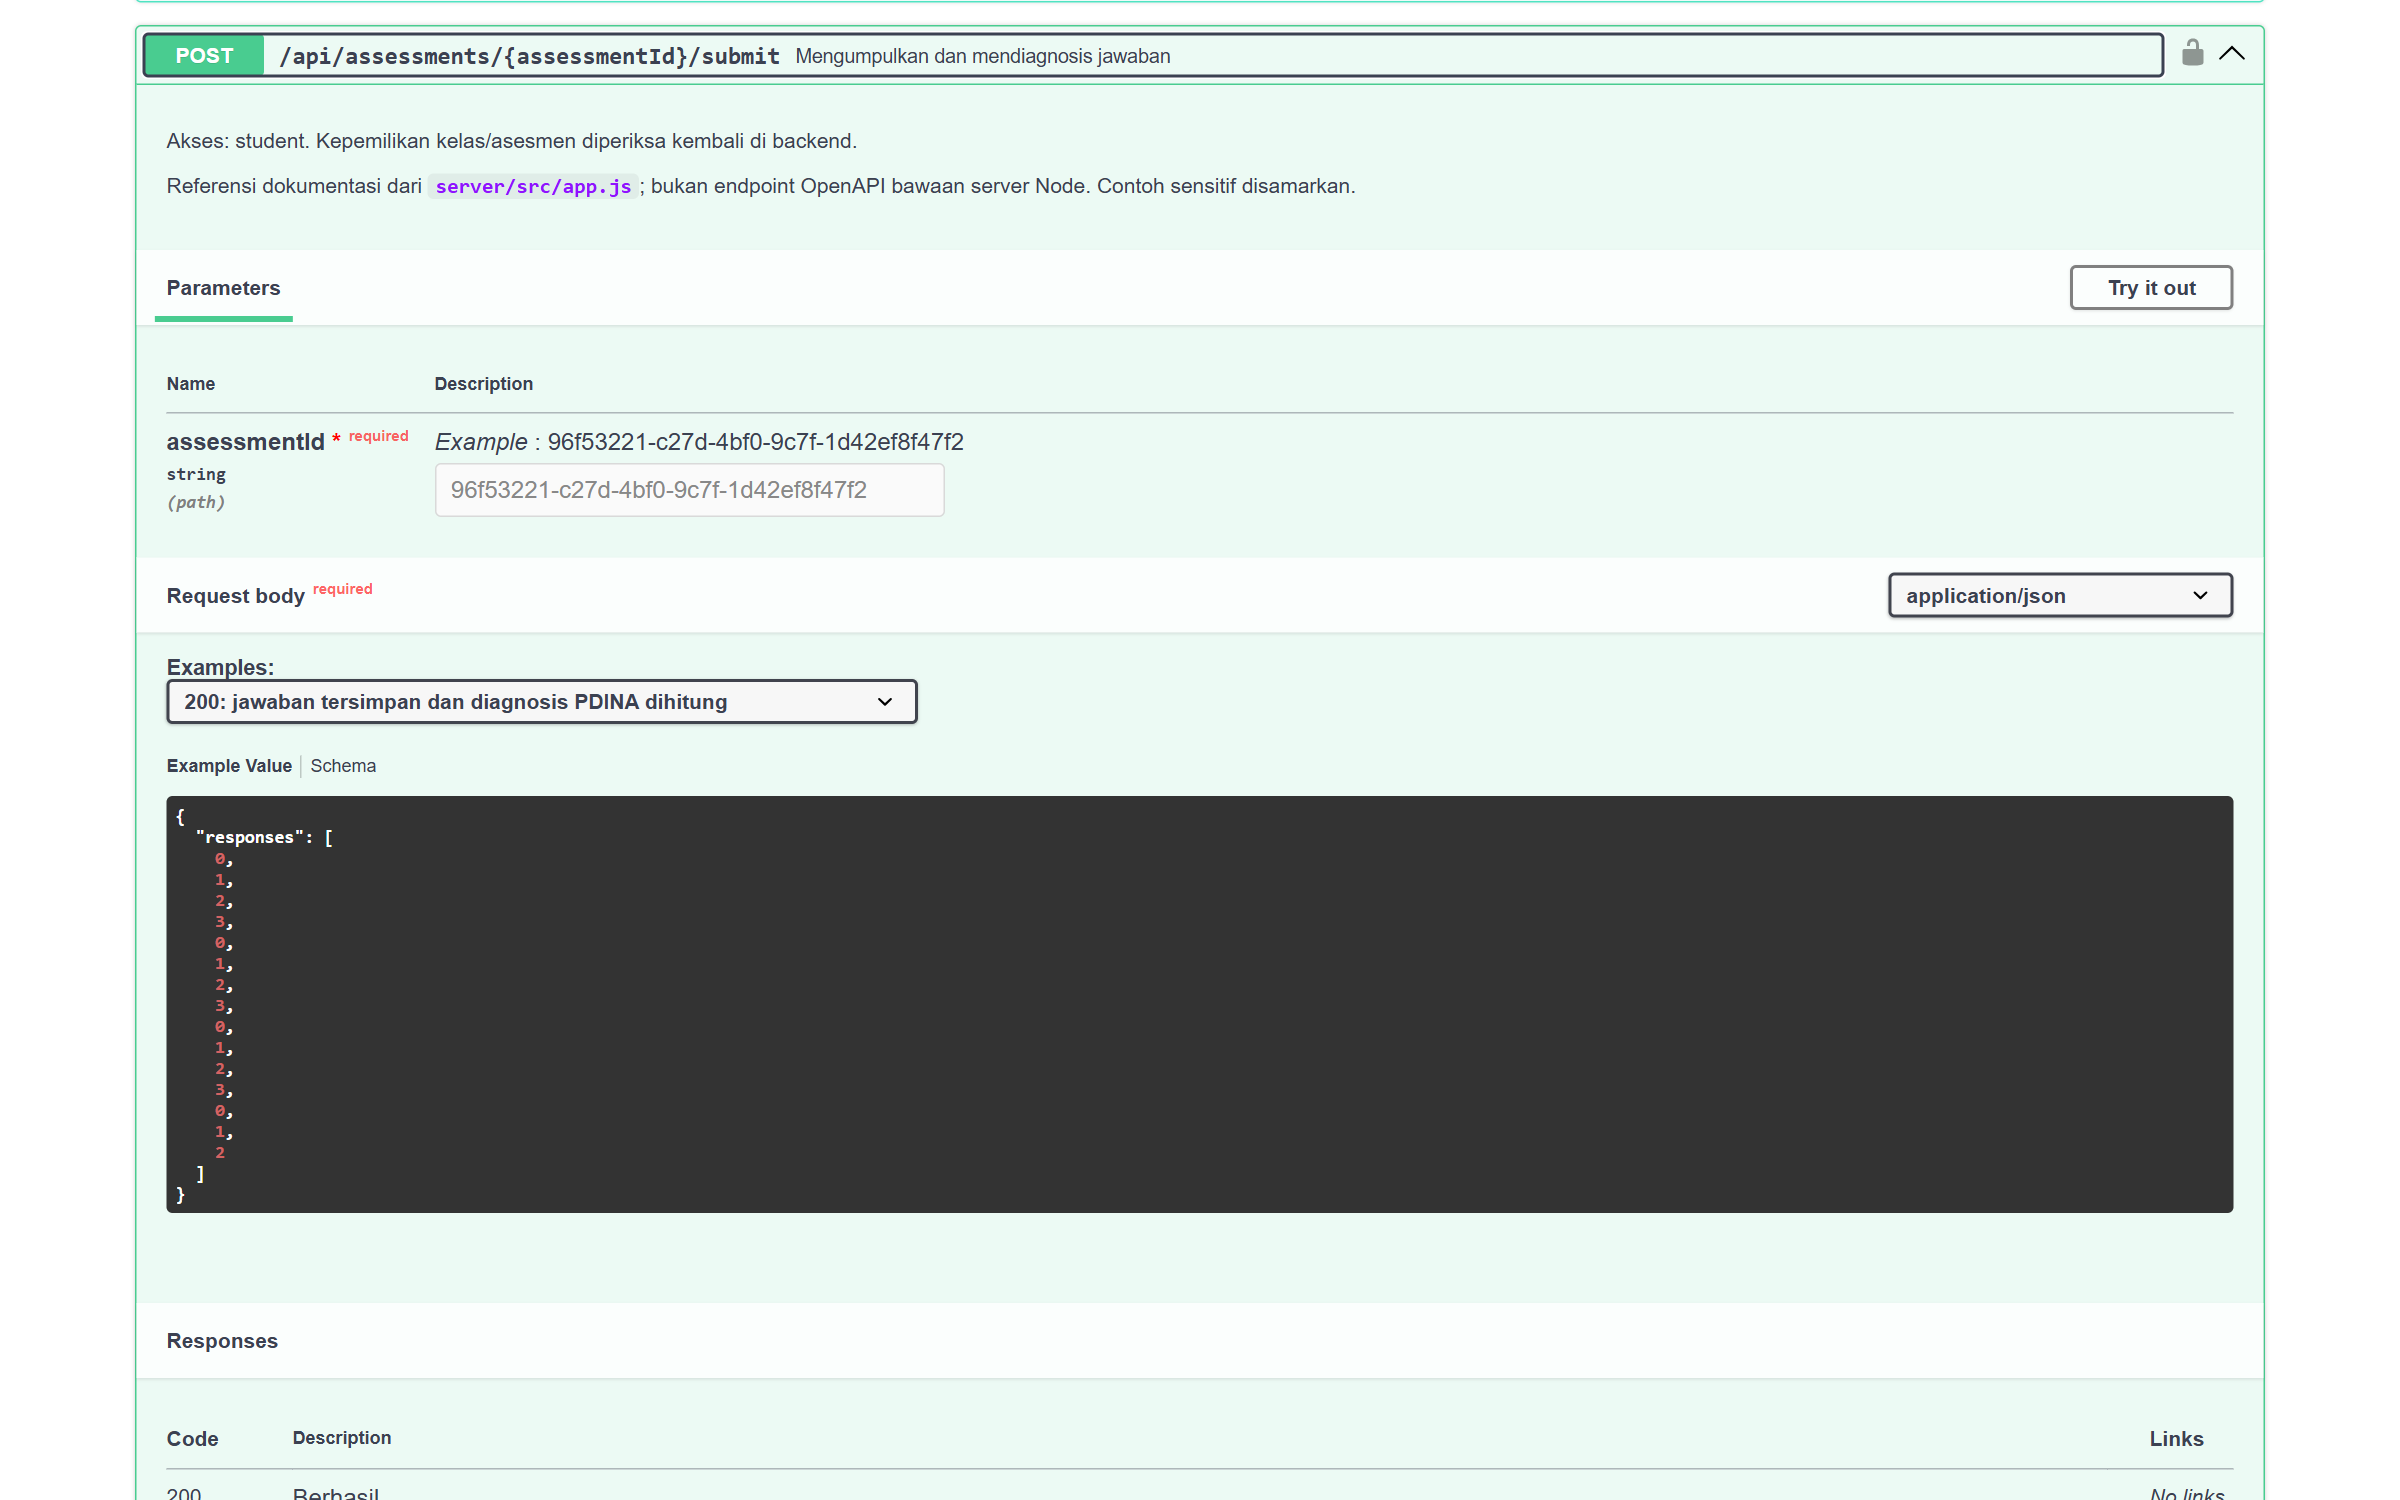 POST /api/assessments/{assessmentId}/submit Mengumpulkan dan mendiagnosis jawaban
Akses: student. Kepemilikan kelas/asesmen diperiksa kembali di backend.
Referensi dokumentasi dari server/src/app.js; bukan endpoint OpenAPI bawaan server Node. Contoh sensitif disamarkan.
Parameters
Try it out
Name Description
assessmentId * required
string
(path)
Example : 96f53221-c27d-4bf0-9c7f-1d42ef8f47f2
96f53221-c27d-4bf0-9c7f-1d42ef8f47f2
Request body required
application/json
Examples:
200: jawaban tersimpan dan diagnosis PDINA dihitung
Example Value | Schema
{
  "responses": [
    0,
    1,
    2,
    3,
    0,
    1,
    2,
    3,
    0,
    1,
    2,
    3,
    0,
    1,
    2
  ]
}
Responses
Code Description Links
200 Berhasil No links